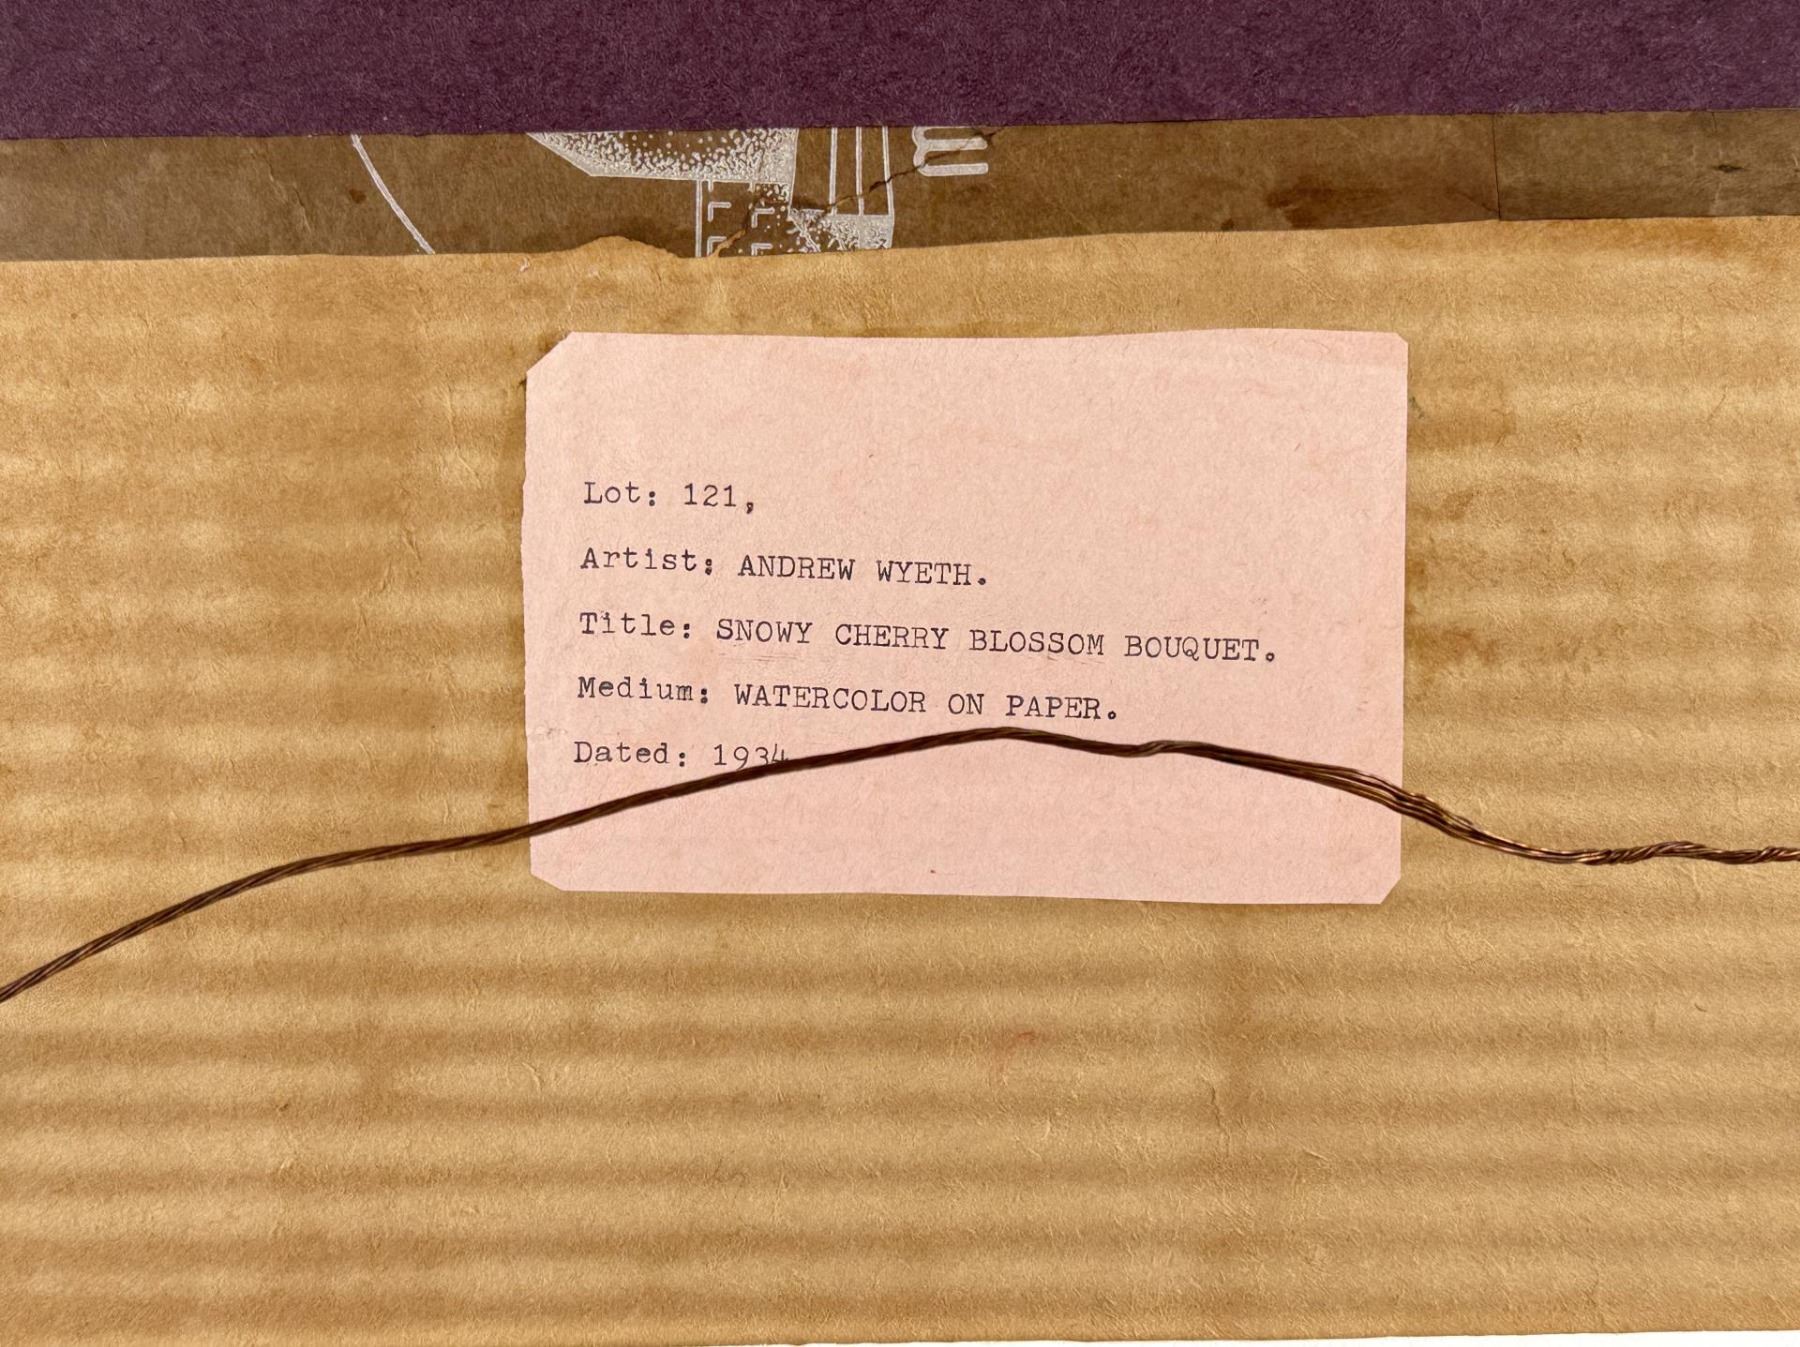 Lot: 121,
Artist: ANDREW WYETH.
Title: SNOWY CHERRY BLOSSOM BOUQUET.
Medium: WATERCOLOR ON PAPER.
Dated: 1934